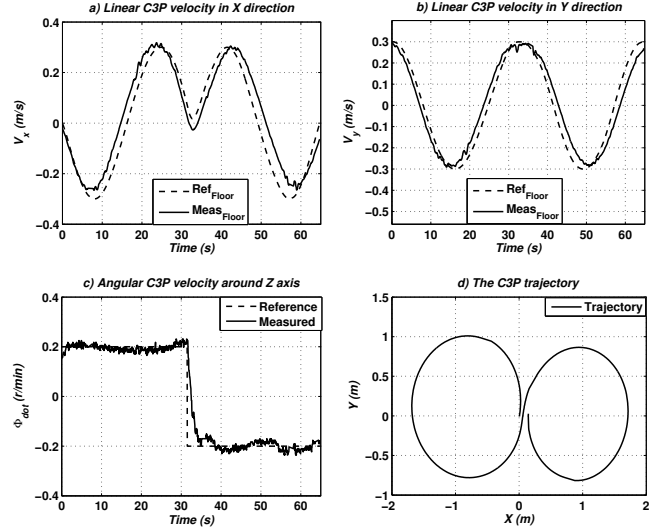 a) Linear C3P velocity in X direction
0.4
0.2
0
−0.2
−0.4
V_x (m/s)
Ref_Floor
Meas_Floor
0 10 20 30 40 50 60
Time (s)
b) Linear C3P velocity in Y direction
0.3
0.2
0.1
0
−0.1
−0.3
−0.4
−0.5
V_y (m/s)
Ref_Floor
Meas_Floor
0 10 20 30 40 50 60
Time (s)
c) Angular C3P velocity around Z axis
0.4
0.2
0
−0.2
−0.4
Φ_dot (r/min)
Reference
Measured
0 10 20 30 40 50 60
Time (s)
d) The C3P trajectory
1.5
1
0.5
0
−0.5
−1
Y (m)
Trajectory
−2 −1 0 1 2
X (m)